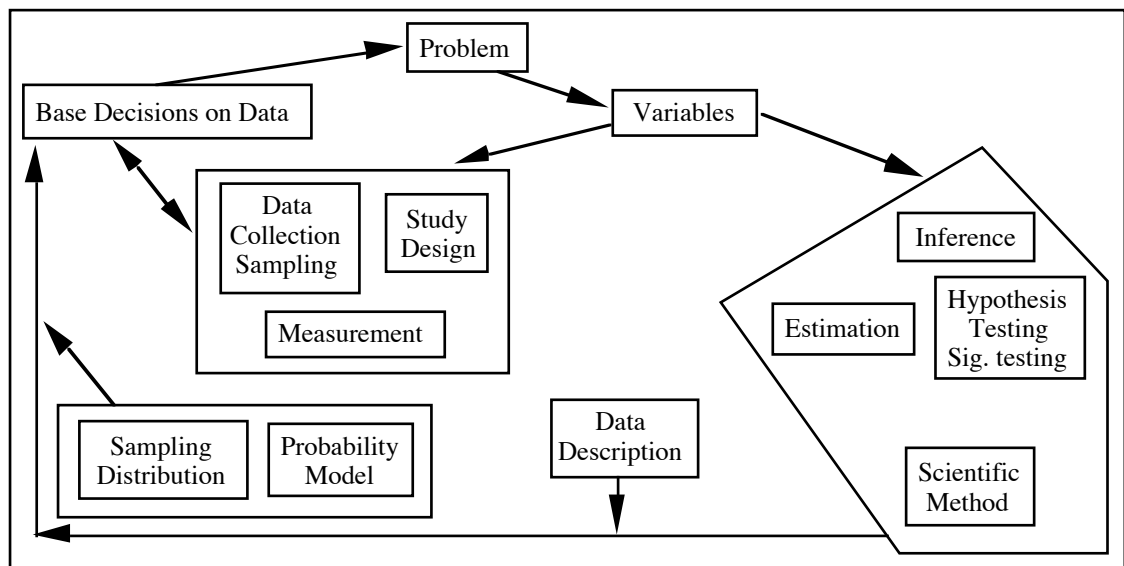 Problem
Base Decisions on Data
Variables
Data
Collection
Sampling
Study
Design
Measurement
Inference
Estimation
Hypothesis
Testing
Sig. testing
Sampling
Distribution
Probability
Model
Data
Description
Scientific
Method